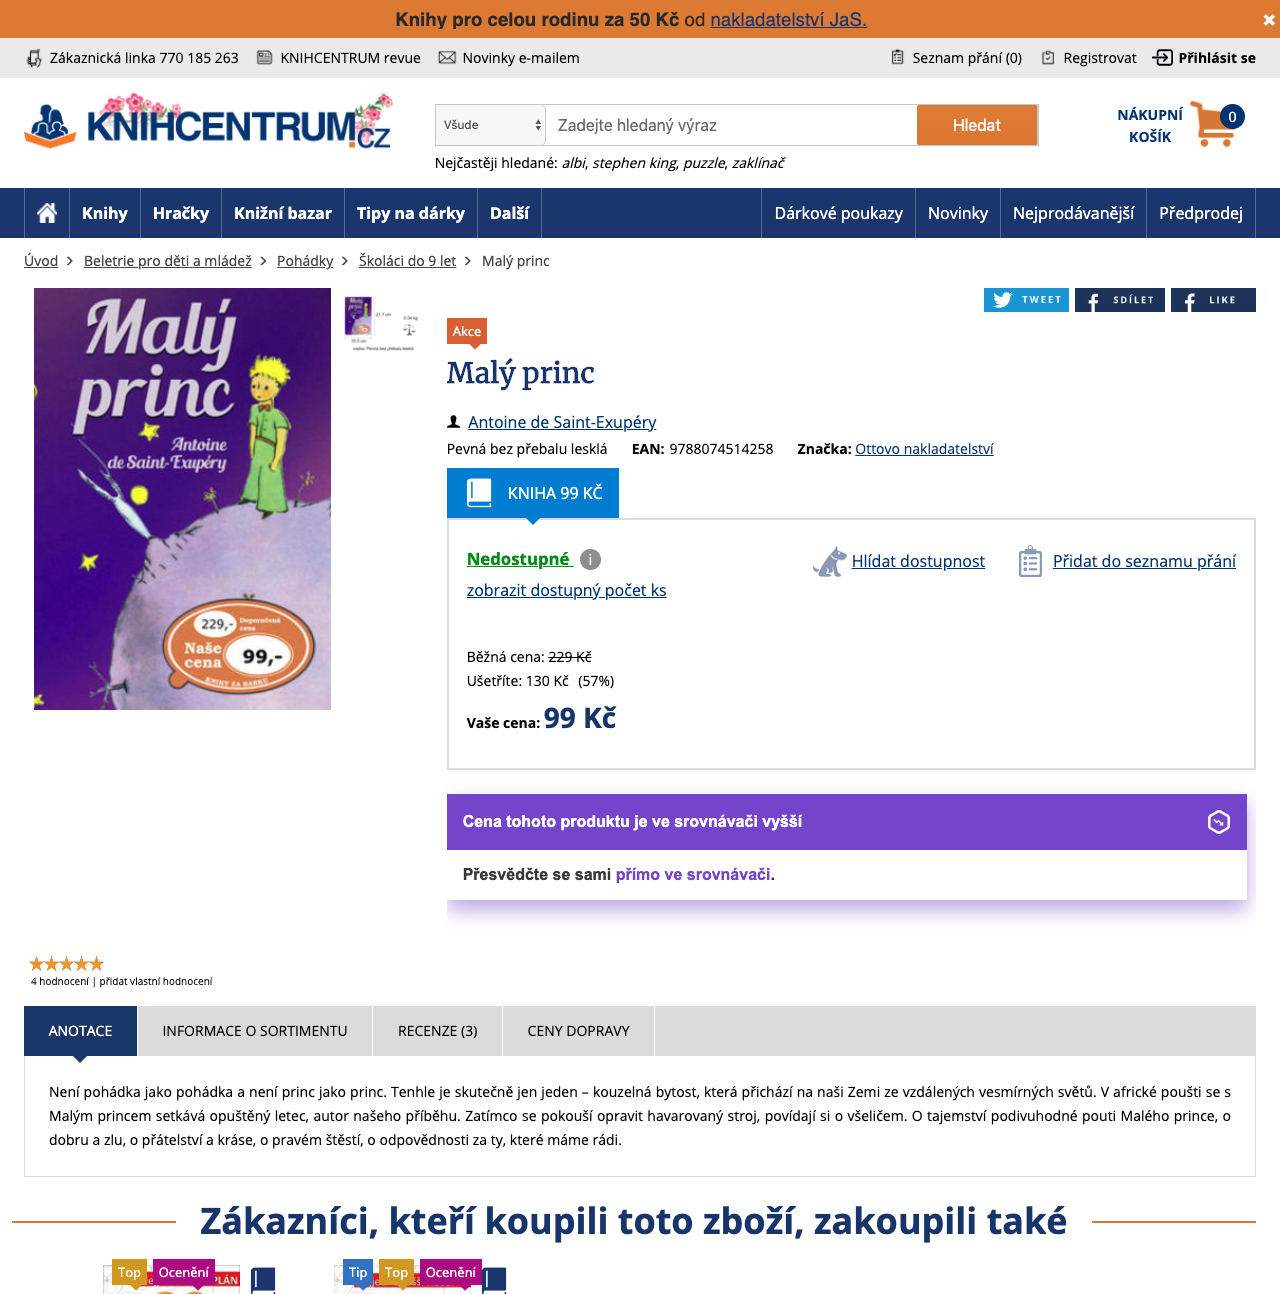 Knihy pro celou rodinu za 50 Kč od nakladatelství JaS.
Zákaznická linka 770 185 263
KNIHCENTRUM revue
Novinky e-mailem
Seznam přání (0)
Registrovat
Přihlásit se
KNIHCENTRUM.CZ
Všude
Zadejte hledaný výraz
Hledat
NÁKUPNÍ
KOŠÍK
0
Nejčastěji hledané: albi, stephen king, puzzle, zaklínač
Knihy
Hračky
Knižní bazar
Tipy na dárky
Další
Dárkové poukazy
Novinky
Nejprodávanější
Předprodej
Úvod > Beletrie pro děti a mládež > Pohádky > Školáci do 9 let > Malý princ
TWEET
SDÍLET
LIKE
Malý
princ
Antoine
de Saint-Exupéry
229,-
Doporučená
cena
Naše
cena
99,-
KNIHY ZA BABKU
Akce
Malý princ
Antoine de Saint-Exupéry
Pevná bez přebalu lesklá
EAN: 9788074514258
Značka: Ottovo nakladatelství
KNIHA 99 KČ
Nedostupné
i
Hlídat dostupnost
Přidat do seznamu přání
zobrazit dostupný počet ks
Běžná cena: 229 Kč
Ušetříte: 130 Kč (57%)
Vaše cena: 99 Kč
Cena tohoto produktu je ve srovnávači vyšší
Přesvědčte se sami přímo ve srovnávači.
4 hodnocení | přidat vlastní hodnocení
ANOTACE
INFORMACE O SORTIMENTU
RECENZE (3)
CENY DOPRAVY
Není pohádka jako pohádka a není princ jako princ. Tenhle je skutečně jen jeden – kouzelná bytost, která přichází na naši Zemi ze vzdálených vesmírných světů. V africké poušti se s
Malým princem setkává opuštěný letec, autor našeho příběhu. Zatímco se pokouší opravit havarovaný stroj, povídají si o všeličem. O tajemství podivuhodné pouti Malého prince, o
dobru a zlu, o přátelství a kráse, o pravém štěstí, o odpovědnosti za ty, které máme rádi.
Zákazníci, kteří koupili toto zboží, zakoupili také
Top
Ocenění
PLÁN
Tip
Top
Ocenění